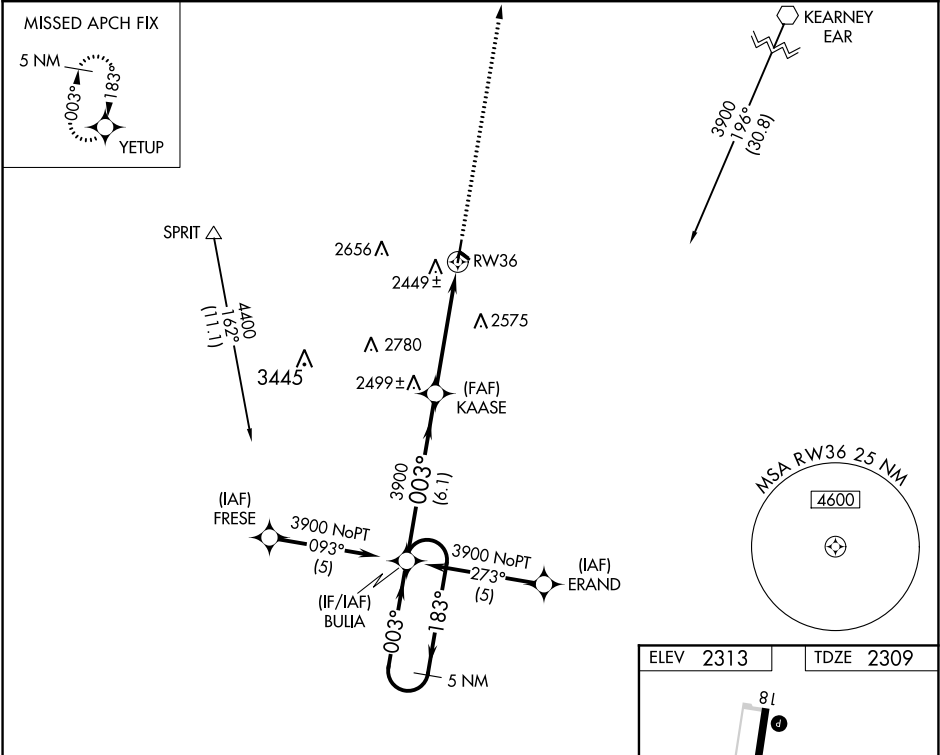 MISSED APCH FIX
5 NM
003°
183°
YETUP
KEARNEY
EAR
3900
196°
(30.8)
SPRIT
4400
162°
(11.1)
2656
RW36
2449±
2575
2780
3445
2499±
(FAF)
KAASE
3900
003°
(6.1)
MSA RW36 25 NM
4600
(IAF)
FRESE
3900 NoPT
093°
(5)
3900 NoPT
273°
(5)
(IAF)
ERAND
(IF/IAF)
BULIA
003°
183°
5 NM
ELEV 2313
TDZE 2309
18
P